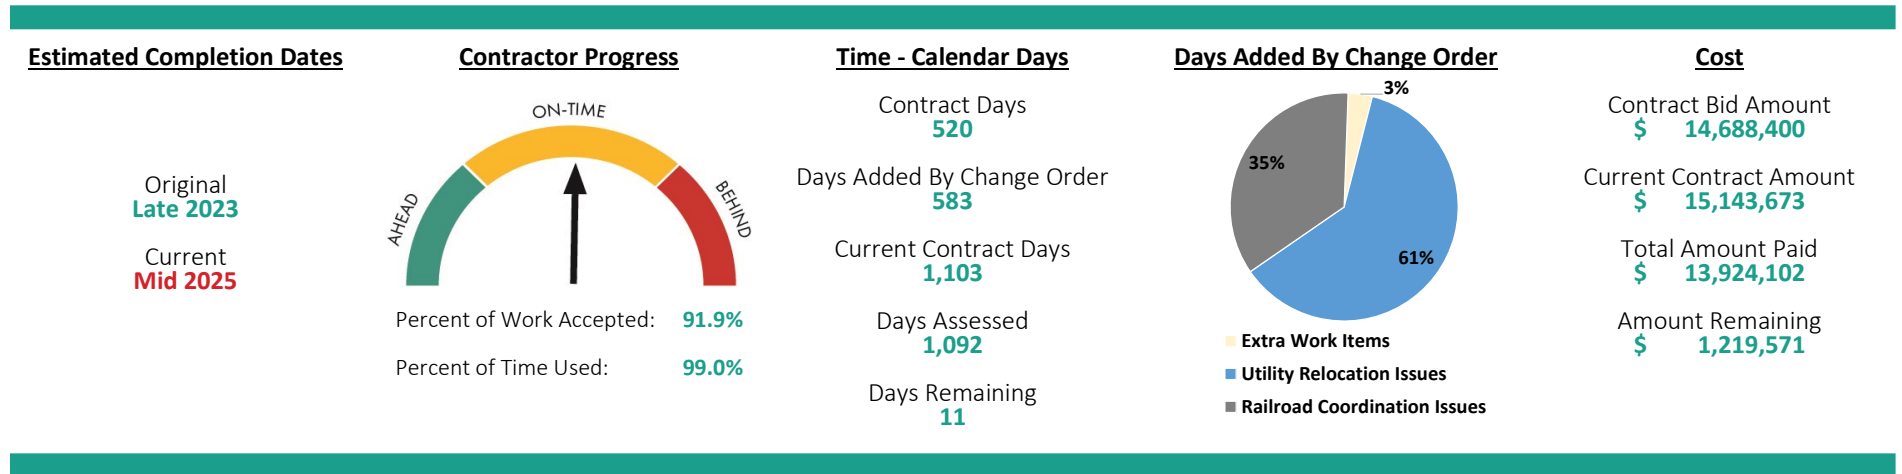 Estimated Completion Dates
Original
Late 2023
Current
Mid 2025
Contractor Progress
AHEAD
ON-TIME
BEHIND
Percent of Work Accepted: 91.9%
Percent of Time Used: 99.0%
Time - Calendar Days
Contract Days
520
Days Added By Change Order
583
Current Contract Days
1,103
Days Assessed
1,092
Days Remaining
11
Days Added By Change Order
3%
35%
61%
Extra Work Items
Utility Relocation Issues
Railroad Coordination Issues
Cost
Contract Bid Amount
$ 14,688,400
Current Contract Amount
$ 15,143,673
Total Amount Paid
$ 13,924,102
Amount Remaining
$ 1,219,571